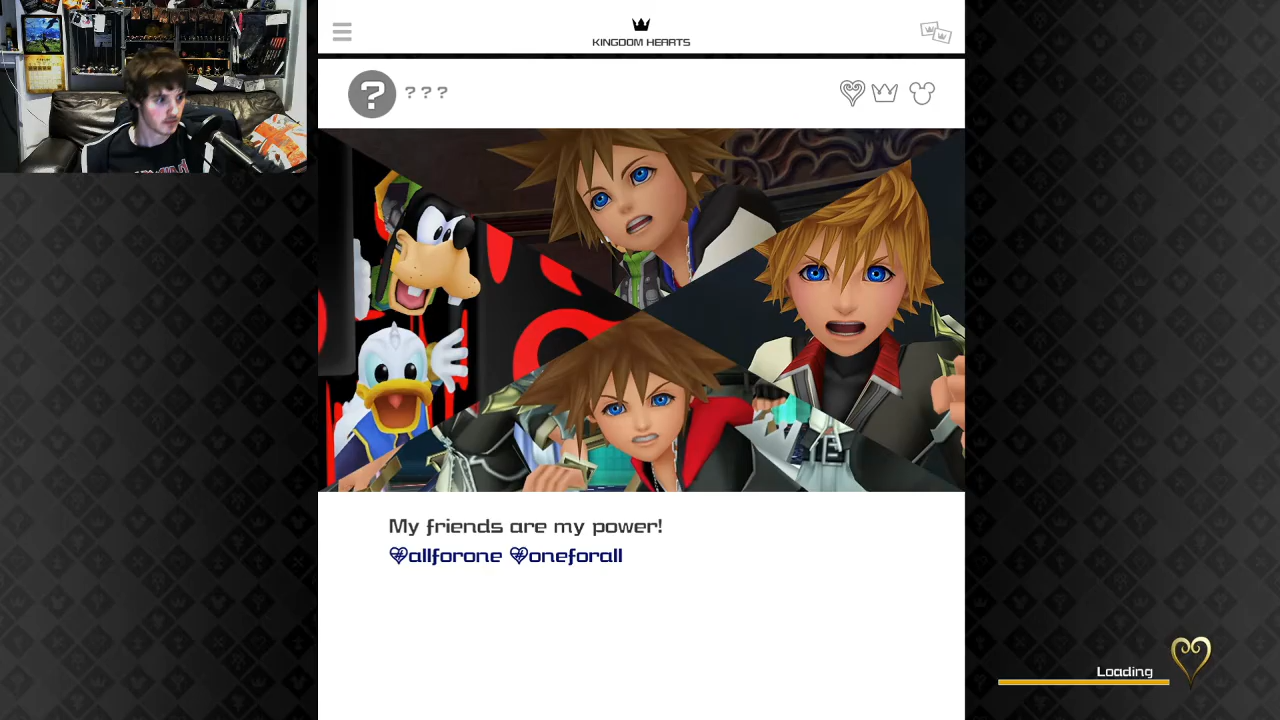 KINGDOM HEARTS
? ? ? ?
My friends are my power!
#allforone #oneforall
Loading